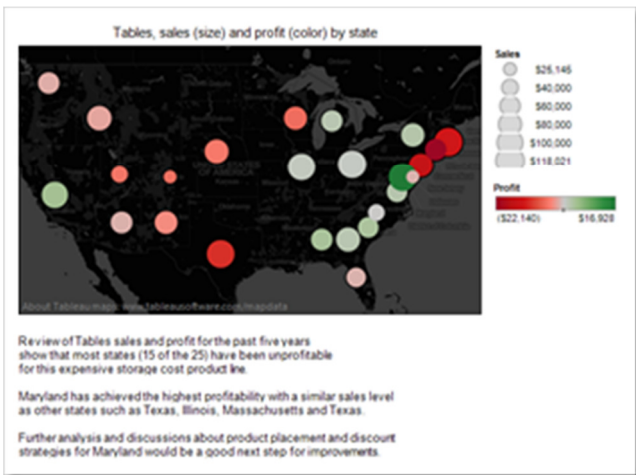 Tables, sales (size) and profit (color) by state
Sales
$25,145
$40,000
$60,000
$80,000
$100,000
$118,021
Profit
($22,140) $16,928
About Tableau maps: www.tableausoftware.com/mapdata
Review of Tables sales and profit for the past five years
show that most states (15 of the 25) have been unprofitable
for this expensive storage cost product line.
Maryland has achieved the highest profitability with a similar sales level
as other states such as Texas, Illinois, Massachusetts and Texas.
Further analysis and discussions about product placement and discount
strategies for Maryland would be a good next step for improvements.